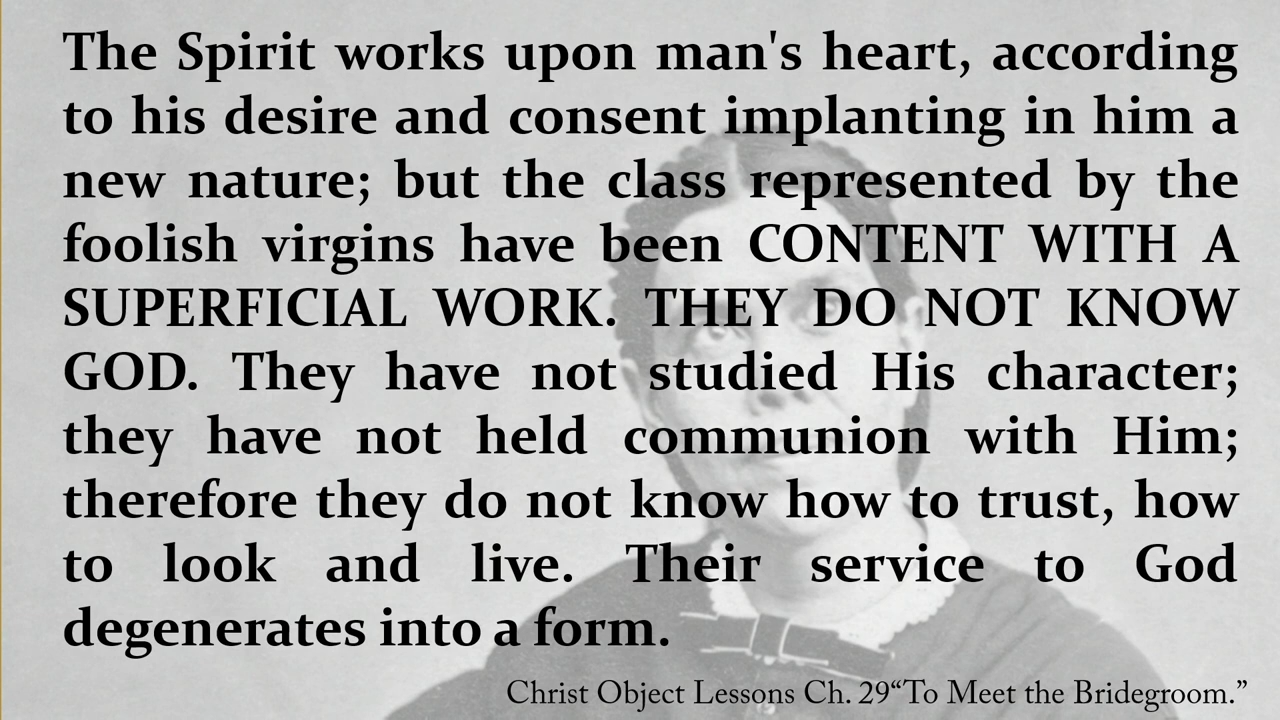 The Spirit works upon man's heart, according
to his desire and consent implanting in him a
new nature; but the class represented by the
foolish virgins have been CONTENT WITH A
SUPERFICIAL WORK. THEY DO NOT KNOW
GOD. They have not studied His character;
they have not held communion with Him;
therefore they do not know how to trust, how
to look and live. Their service to God
degenerates into a form.
Christ Object Lessons Ch. 29“To Meet the Bridegroom.”